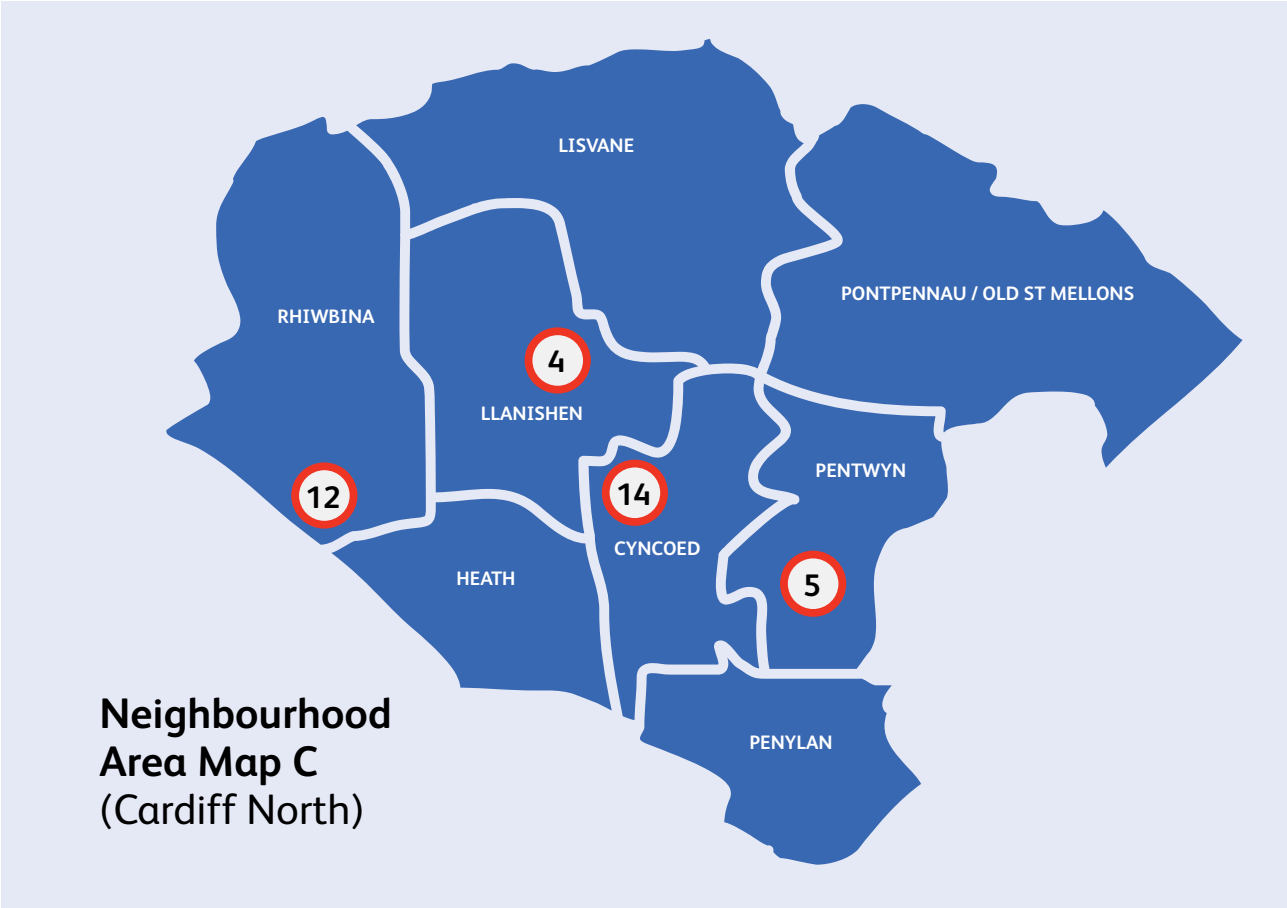 LISVANE
PONTPENNAU / OLD ST MELLONS
RHIWBINA
4
LLANISHEN
PENTWYN
12
14
CYNCOED
HEATH
5
Neighbourhood
Area Map C
(Cardiff North)
PENYLAN